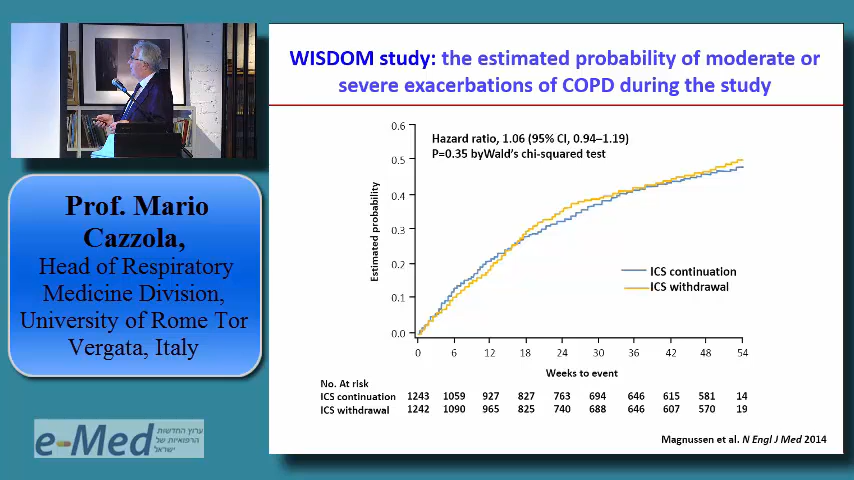 WISDOM study: the estimated probability of moderate or
severe exacerbations of COPD during the study
Prof. Mario
Cazzola,
Head of Respiratory
Medicine Division,
University of Rome Tor
Vergata, Italy
e-Med
ערוץ החדשות
הרפואיות של
ישראל
Hazard ratio, 1.06 (95% CI, 0.94–1.19)
P=0.35 byWald's chi-squared test
Estimated probability
0.6
0.5
0.4
0.3
0.2
0.1
0.0
ICS continuation
ICS withdrawal
0 6 12 18 24 30 36 42 48 54
Weeks to event
No. At risk
ICS continuation 1243 1059 927 827 763 694 646 615 581 14
ICS withdrawal 1242 1090 965 825 740 688 646 607 570 19
Magnussen et al. N Engl J Med 2014